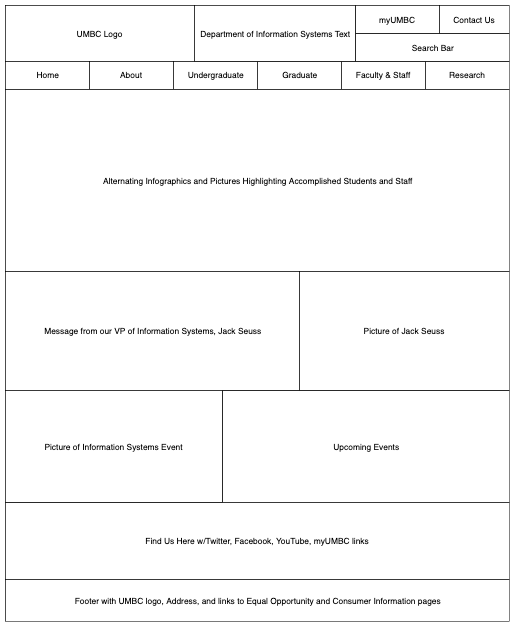 UMBC Logo
Department of Information Systems Text
myUMBC
Contact Us
Search Bar
Home
About
Undergraduate
Graduate
Faculty & Staff
Research
Alternating Infographics and Pictures Highlighting Accomplished Students and Staff
Message from our VP of Information Systems, Jack Seuss
Picture of Jack Seuss
Picture of Information Systems Event
Upcoming Events
Find Us Here w/Twitter, Facebook, YouTube, myUMBC links
Footer with UMBC logo, Address, and links to Equal Opportunity and Consumer Information pages